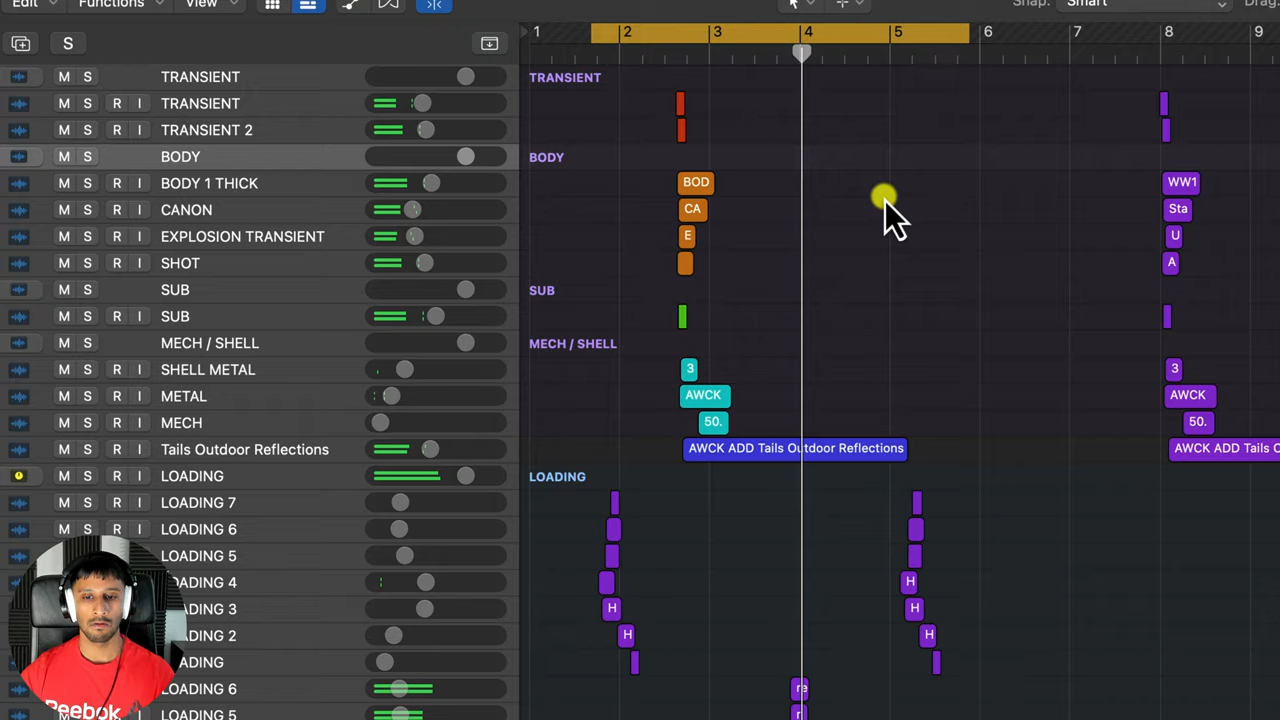 Edit Functions View Snap: Smart Drag:
S 1 2 3 4 5 6 7 8 9
M S TRANSIENT TRANSIENT
M S R I TRANSIENT
M S R I TRANSIENT 2
M S BODY BODY
M S R I BODY 1 THICK BOD WW1
M S R I CANON CA Sta
M S R I EXPLOSION TRANSIENT E U
M S R I SHOT A
M S SUB SUB
M S R I SUB
M S MECH / SHELL MECH / SHELL
M S R I SHELL METAL 3 3
M S R I METAL AWCK AWCK
M S R I MECH 50. 50.
M S R I Tails Outdoor Reflections AWCK ADD Tails Outdoor Reflections AWCK ADD Tails O
M S R I LOADING LOADING
M S R I LOADING 7
M S R I LOADING 6
M S R I LOADING 5
LOADING 4 H
LOADING 3 H H
LOADING 2 H H
LOADING
LOADING 6 re
LOADING 5 r
Reebok